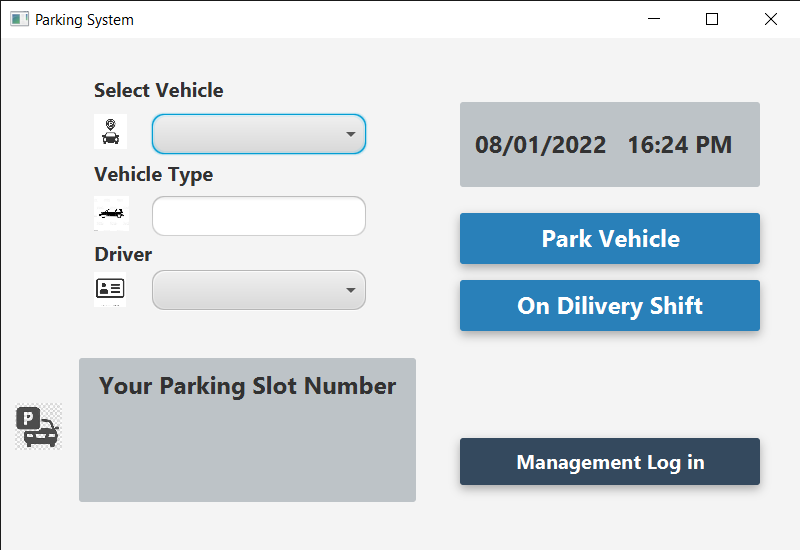 Parking System
Select Vehicle
Vehicle Type
Driver
08/01/2022 16:24 PM
Park Vehicle
On Dilivery Shift
Your Parking Slot Number
P
Management Log in